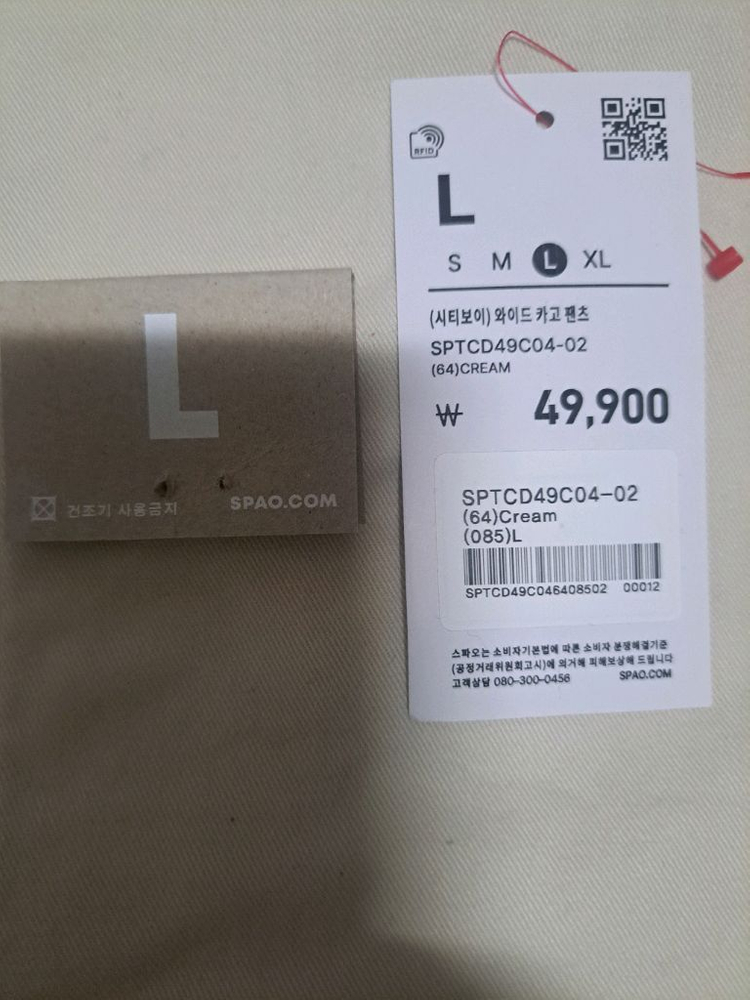 L
건조기 사용금지
SPAO.COM
RFID
L
S M L XL
(시티보이) 와이드 카고 팬츠
SPTCD49C04-02
(64)CREAM
₩ 49,900
SPTCD49C04-02
(64)Cream
(085)L
SPTCD49C046408502 00012
스파오는 소비자기본법에 따른 소비자 분쟁해결기준
(공정거래위원회고시)에 의거해 피해보상해 드립니다
고객상담 080-300-0456 SPAO.COM